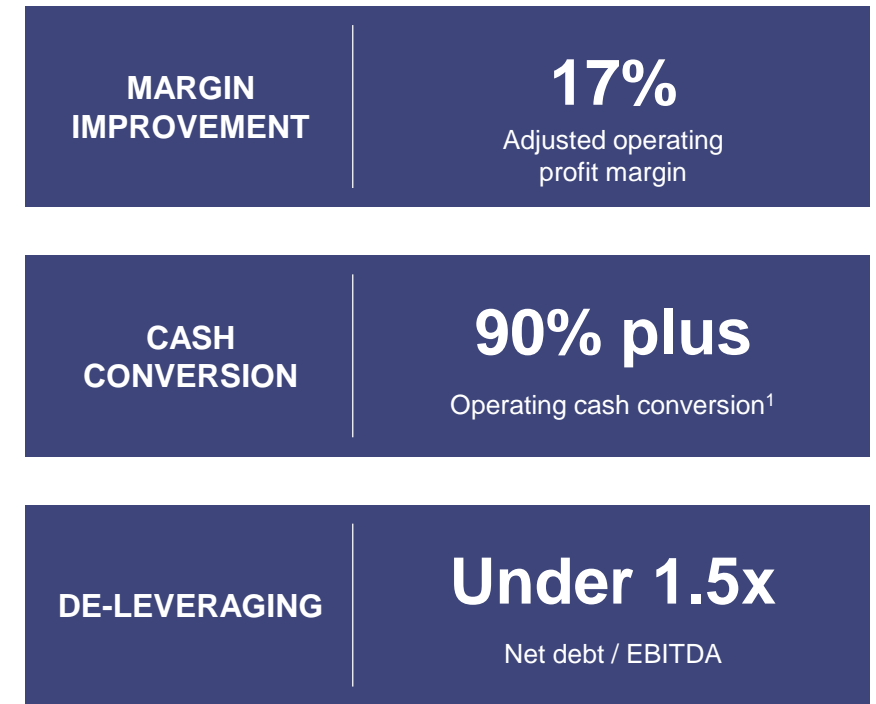 MARGIN
IMPROVEMENT
17%
Adjusted operating
profit margin
CASH
CONVERSION
90% plus
Operating cash conversion¹
DE-LEVERAGING
Under 1.5x
Net debt / EBITDA